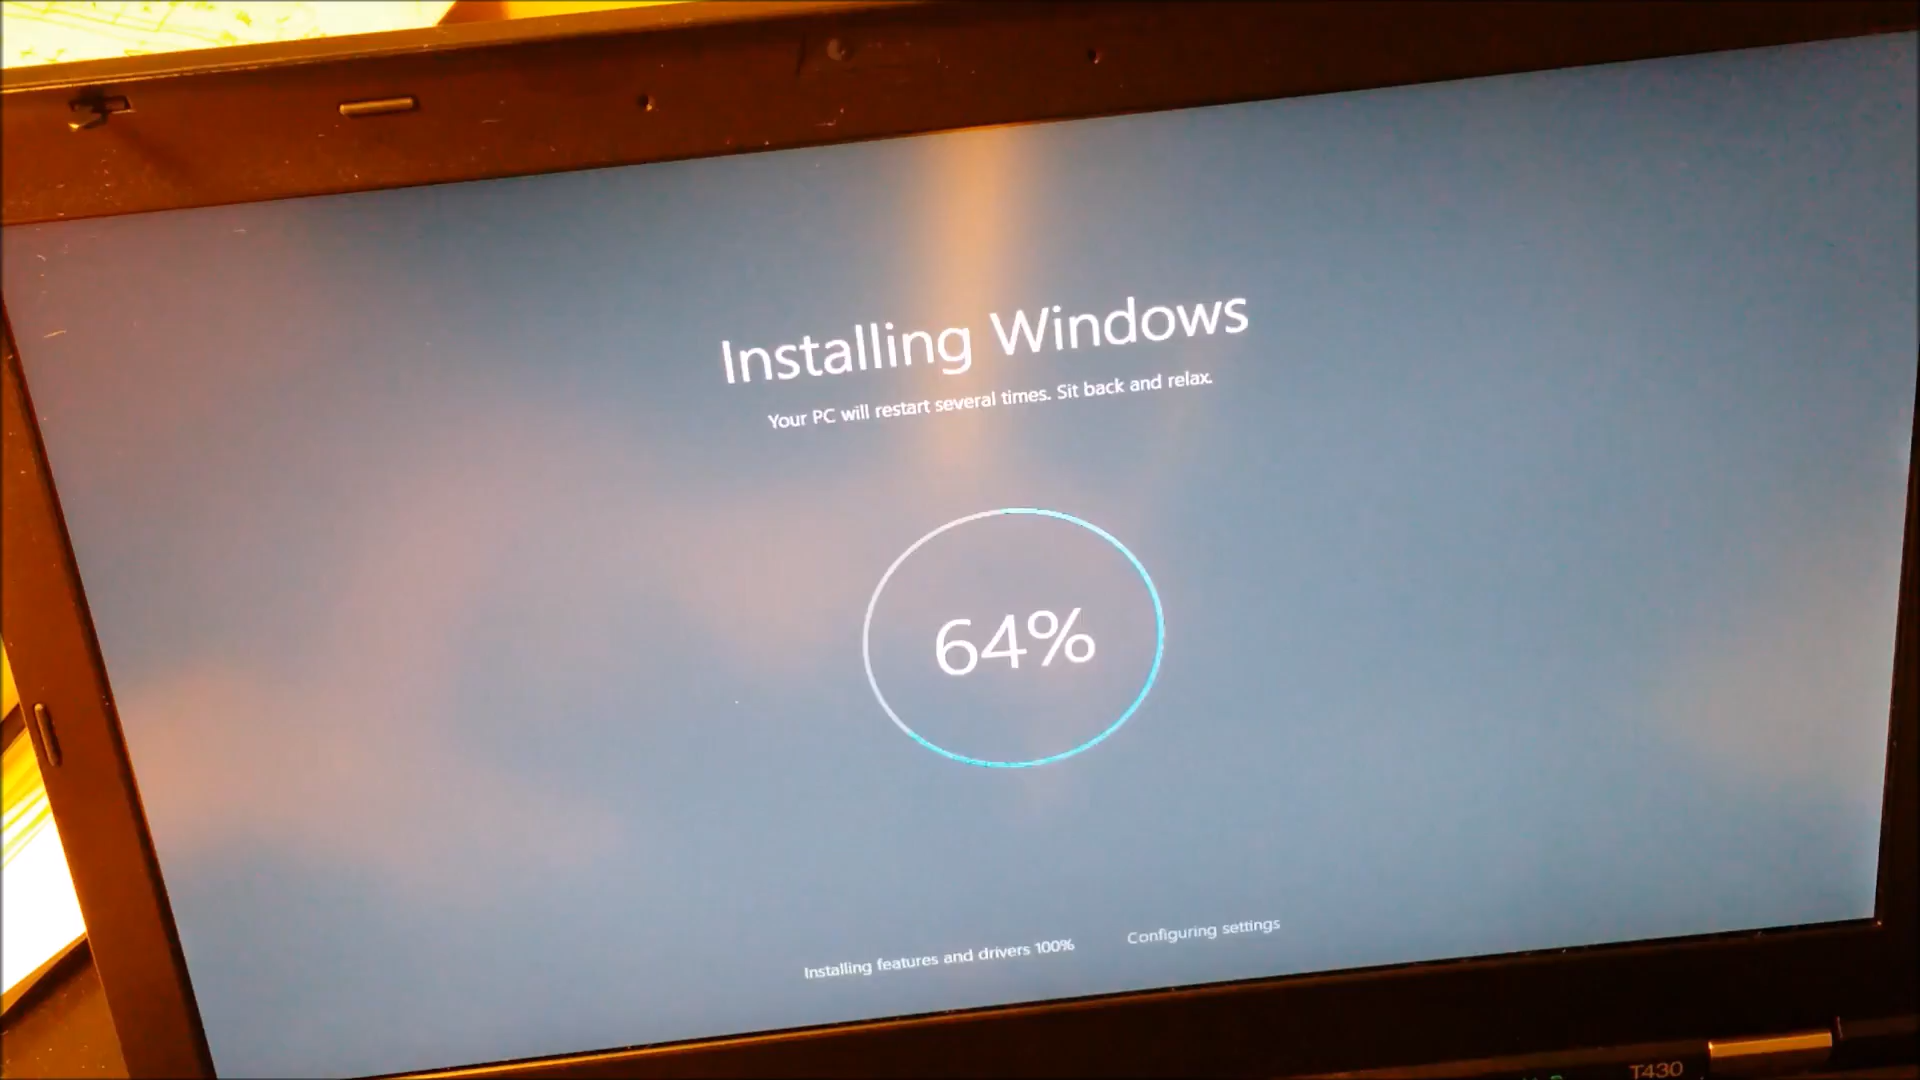 Installing Windows
Your PC will restart several times. Sit back and relax.
64%
Installing features and drivers 100%
Configuring settings
T430